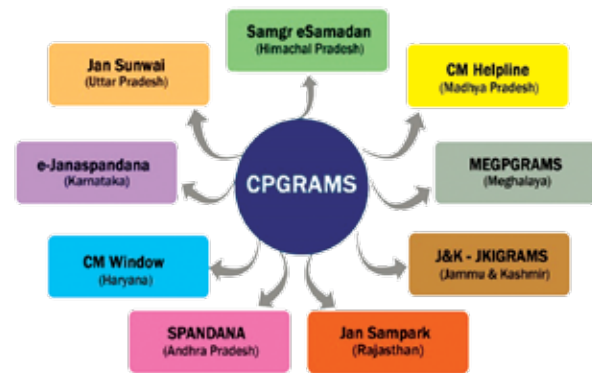 Samgr eSamadan
(Himachal Pradesh)
Jan Sunwai
(Uttar Pradesh)
CM Helpline
(Madhya Pradesh)
e-Janaspandana
(Karnataka)
CPGRAMS
MEGPGRAMS
(Meghalaya)
CM Window
(Haryana)
J&K - JKIGRAMS
(Jammu & Kashmir)
SPANDANA
(Andhra Pradesh)
Jan Sampark
(Rajasthan)